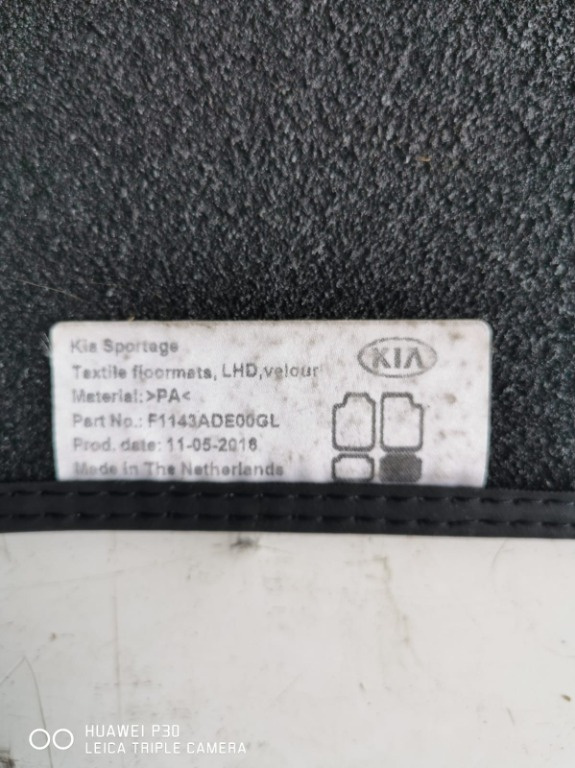 Kia Sportage
KIA
Textile floormats, LHD,velour
Material:>PA<
Part No.: F1143ADE00GL
Prod. date: 11-05-2016
Made in The Netherlands
HUAWEI P30
LEICA TRIPLE CAMERA